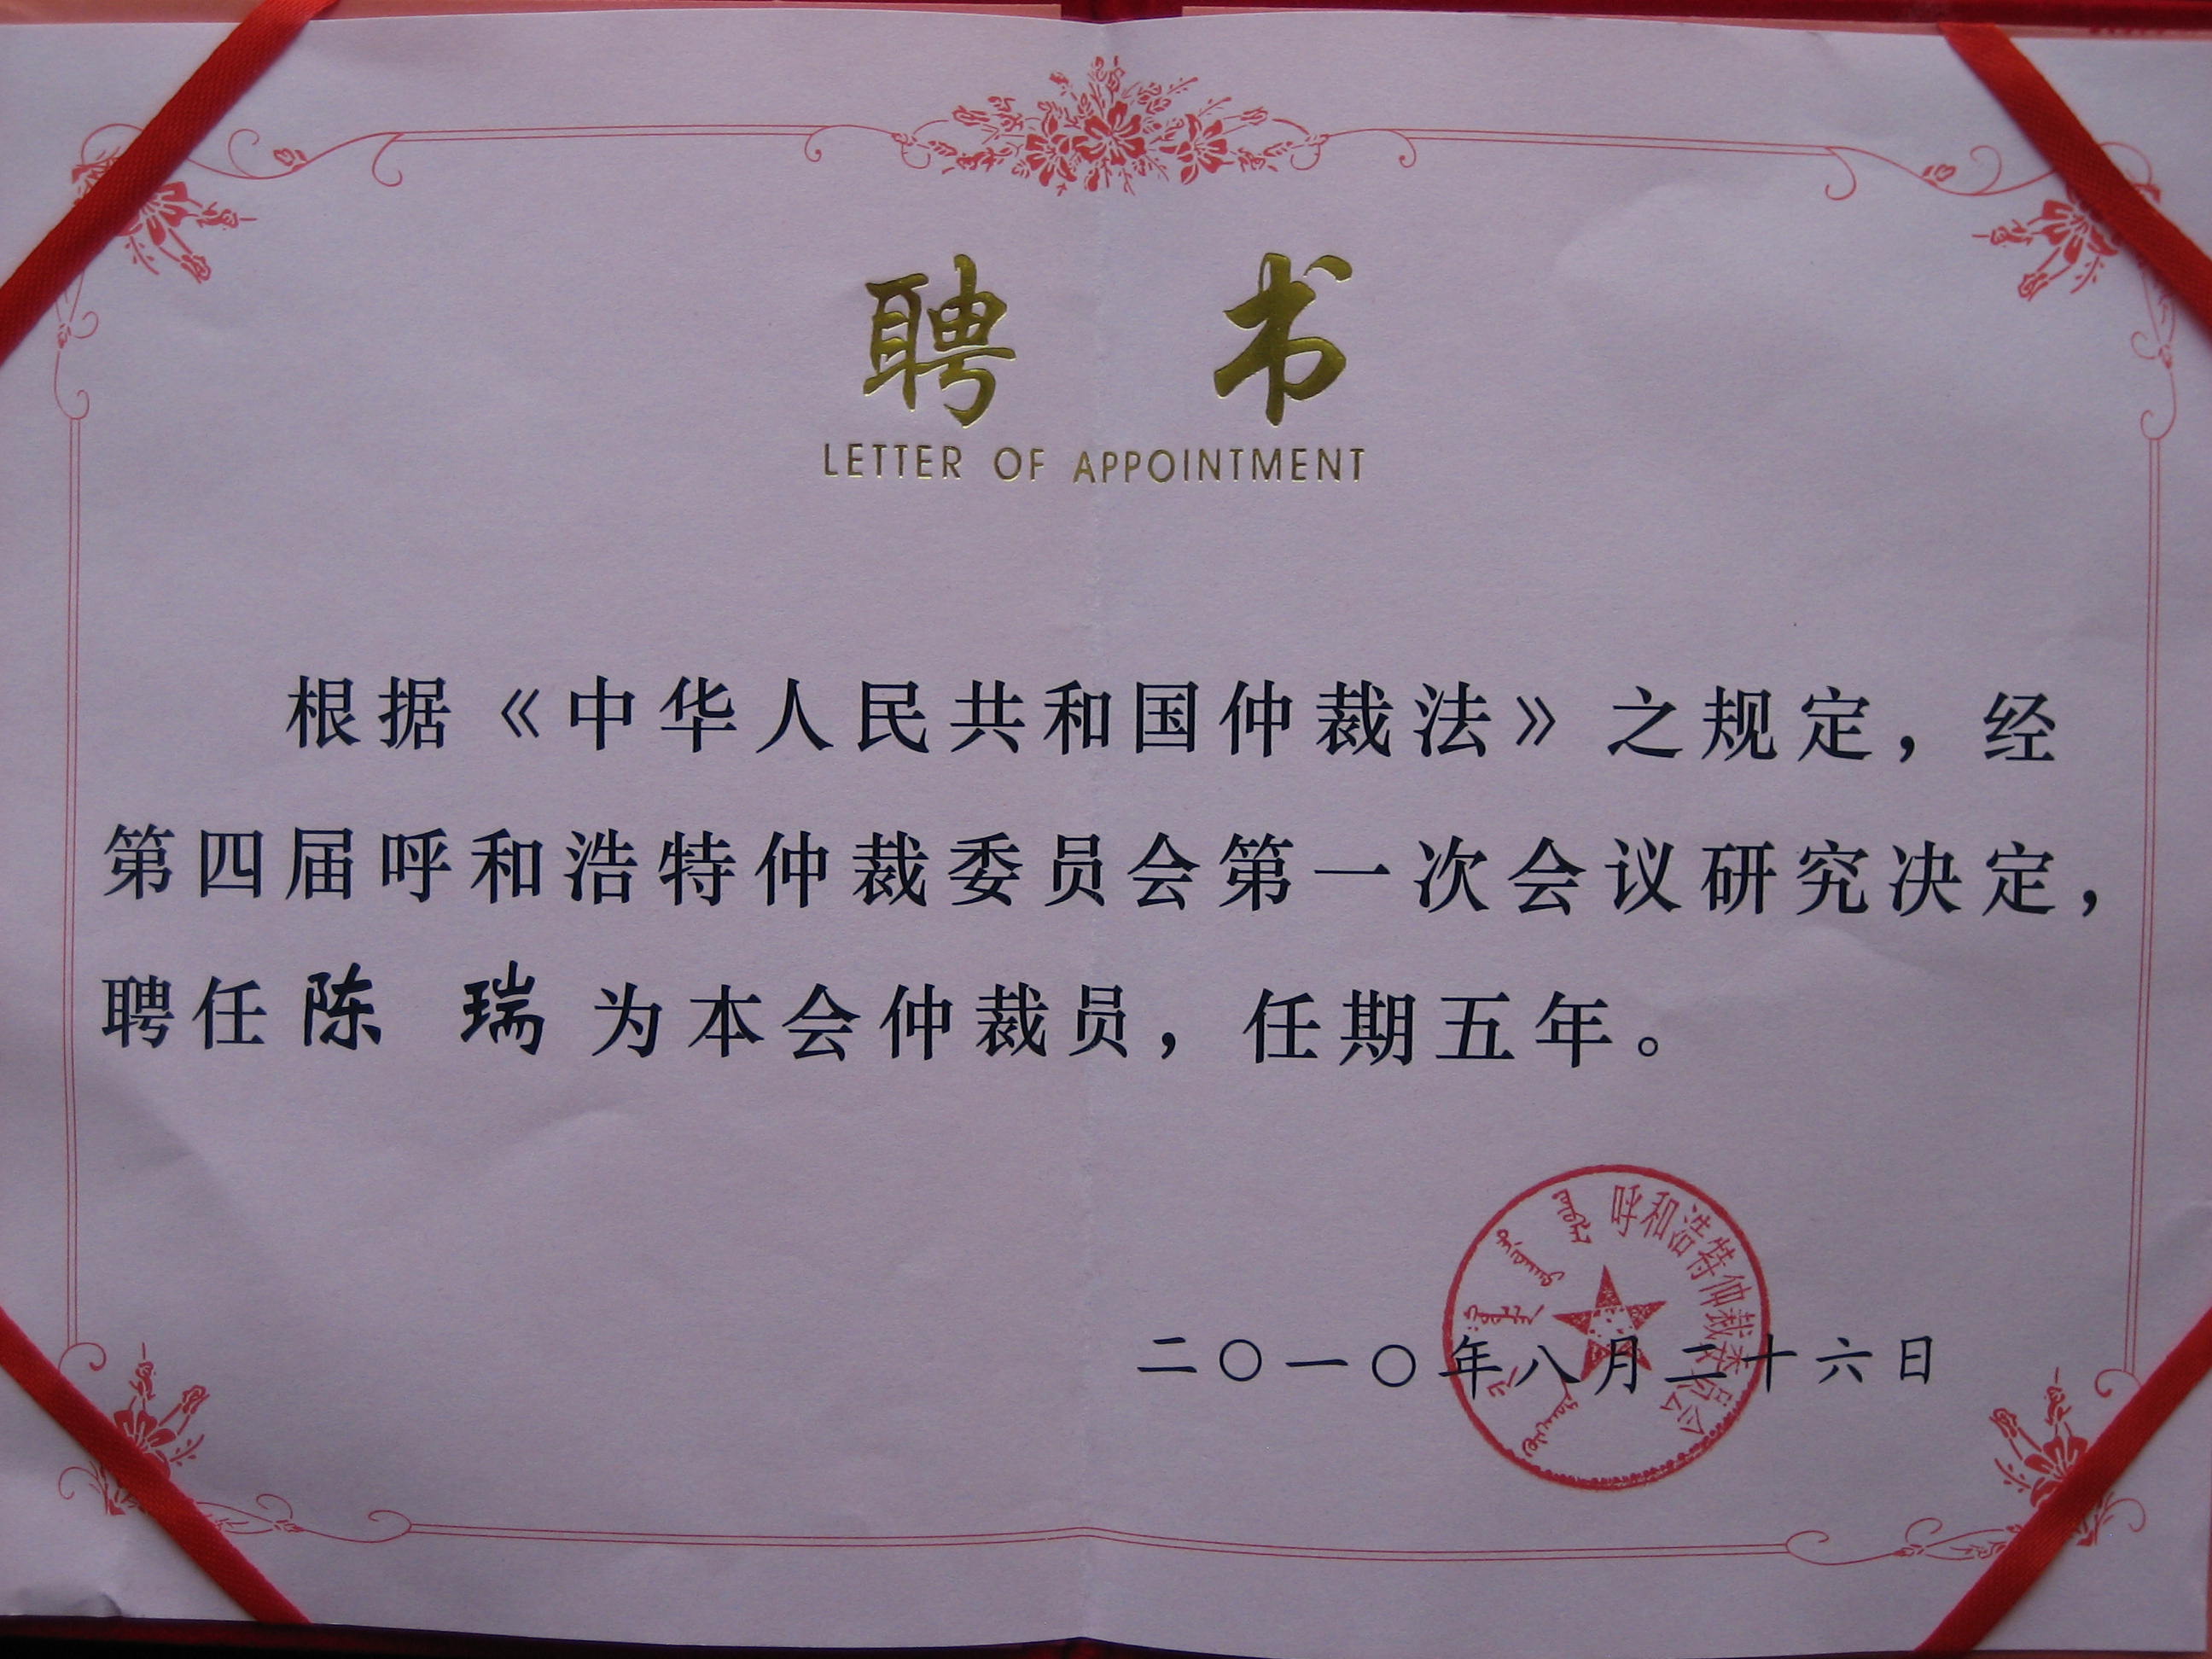 聘 书
LETTER OF APPOINTMENT
根据《中华人民共和国仲裁法》之规定，经
第四届呼和浩特仲裁委员会第一次会议研究决定，
聘任 陈 瑞 为本会仲裁员，任期五年。
呼和浩特仲裁委员会
二〇一〇年八月二十六日